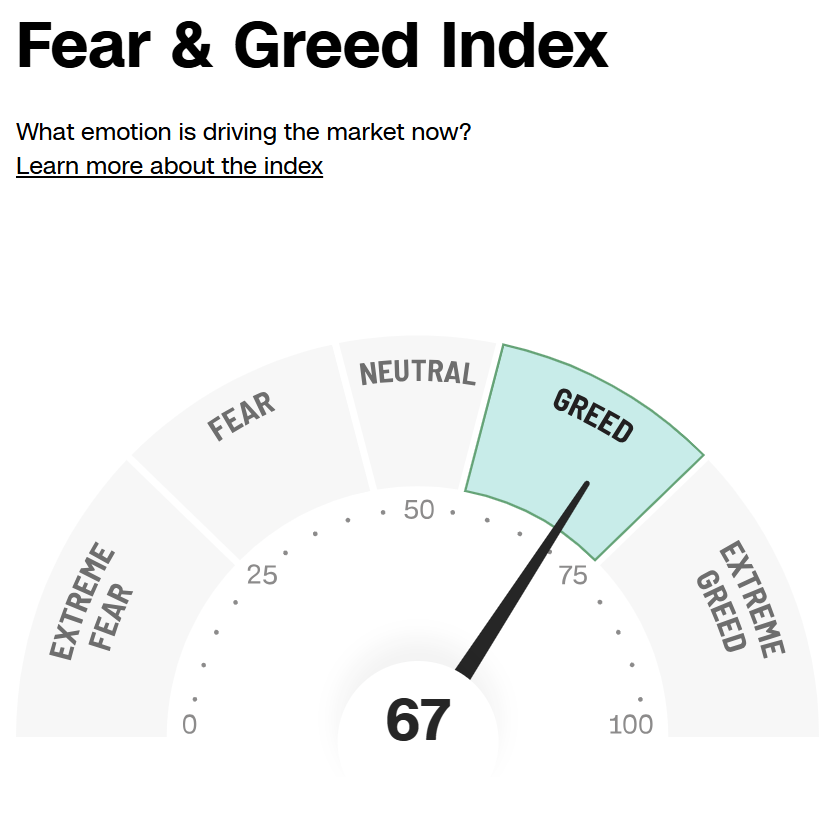 Fear & Greed Index
What emotion is driving the market now?
Learn more about the index
EXTREME
FEAR
FEAR
NEUTRAL
GREED
EXTREME
GREED
0
25
50
75
100
67